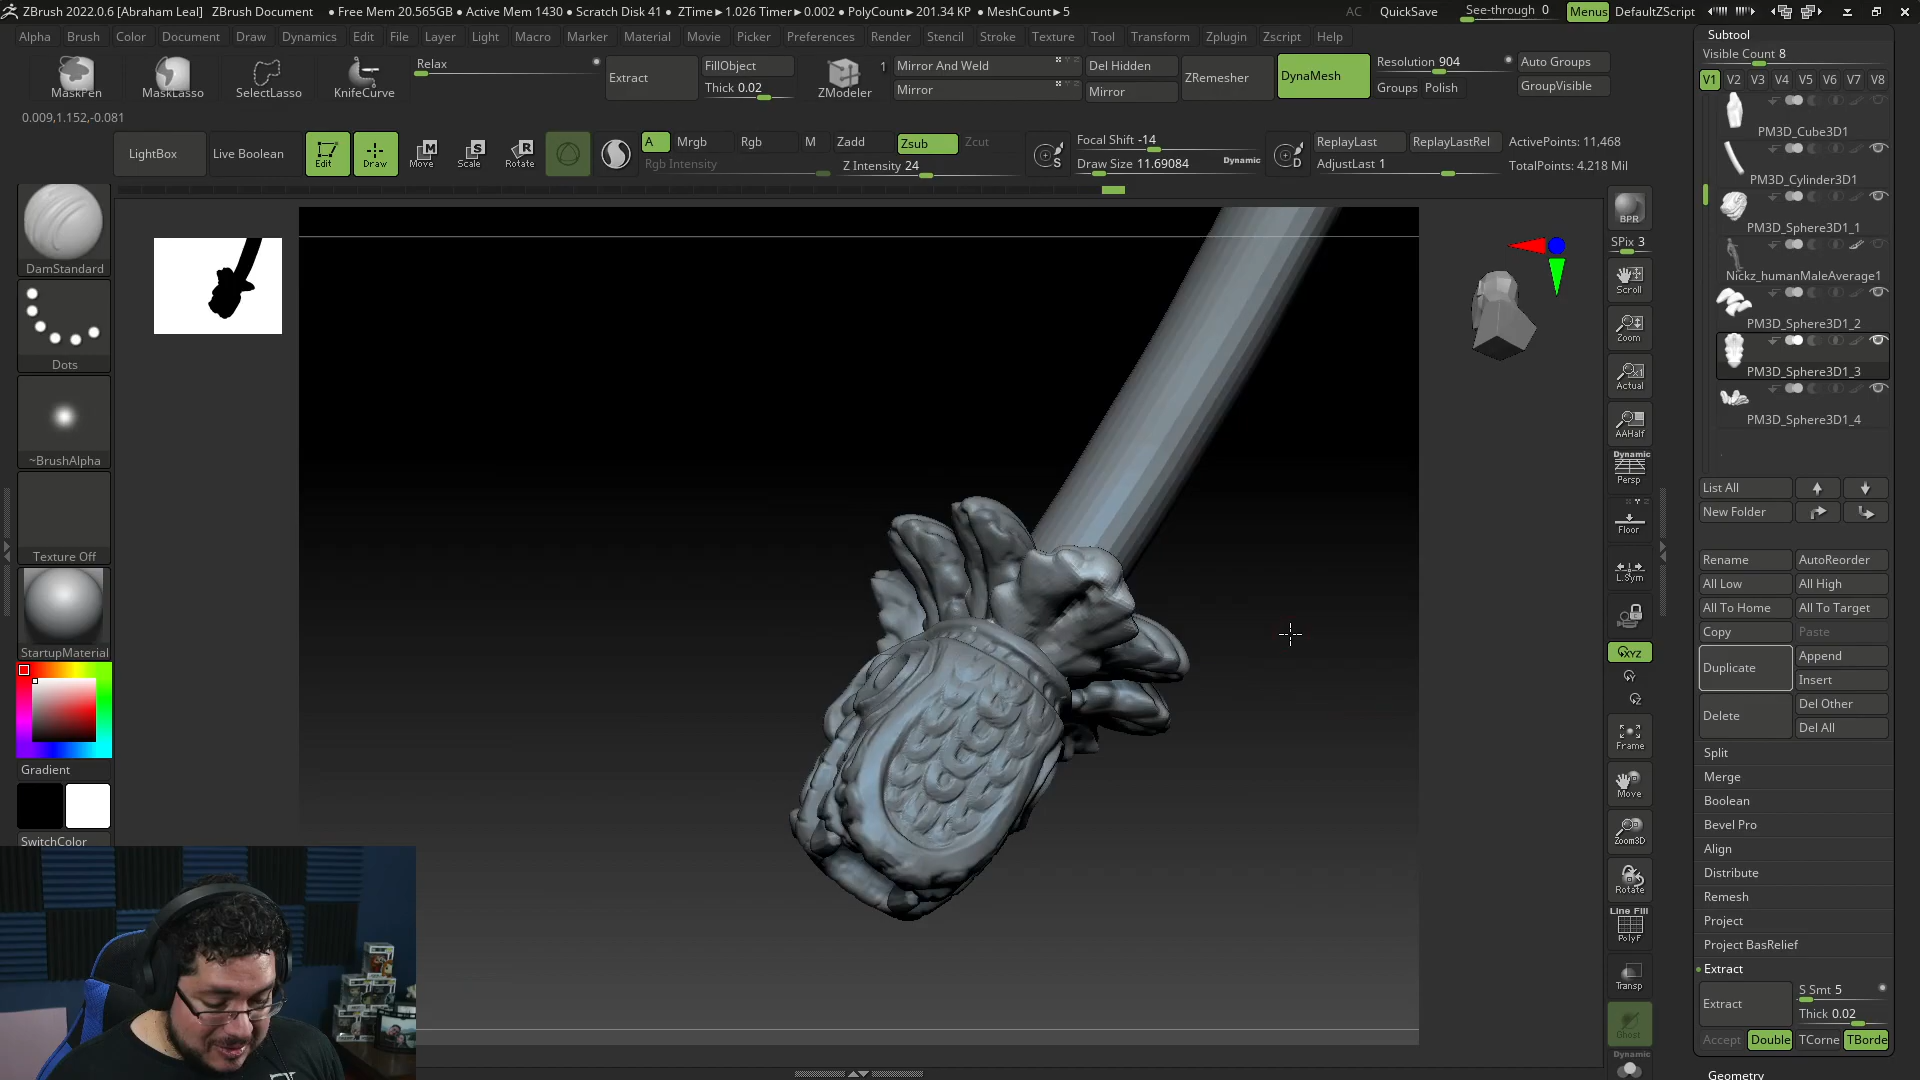 ZBrush 2022.0.6 [Abraham Leal] ZBrush Document • Free Mem 20.565GB • Active Mem 1430 • Scratch Disk 41 • ZTime►1.026 Timer►0.002 • PolyCount►201.34 KP • MeshCount►5
AC QuickSave See-through 0 Menus DefaultZScript
Alpha Brush Color Document Draw Dynamics Edit File Layer Light Macro Marker Material Movie Picker Preferences Render Stencil Stroke Texture Tool Transform Zplugin Zscript Help
MaskPen MaskLasso SelectLasso KnifeCurve
Relax
Extract
FillObject
Thick 0.02
ZModeler
1
Mirror And Weld
Mirror
Del Hidden
Mirror
ZRemesher
DynaMesh
Resolution 904
Groups Polish
Auto Groups
GroupVisible
0.009,1.152,-0.081
LightBox
Live Boolean
Edit
Draw
Move
Scale
Rotate
A Mrgb Rgb M
Rgb Intensity
Zadd Zsub Zcut
Z Intensity 24
S
Focal Shift -14
Draw Size 11.69084
Dynamic
D
ReplayLast ReplayLastRel
AdjustLast 1
ActivePoints: 11,468
TotalPoints: 4.218 Mil
DamStandard
Dots
~BrushAlpha
Texture Off
StartupMaterial
Gradient
SwitchColor
BPR
SPix 3
Scroll
Zoom
Actual
AAHalf
Dynamic
Persp
Floor
L.Sym
XYZ
Frame
Move
Zoom3D
Rotate
Line Fill
PolyF
Transp
Ghost
Dynamic
Subtool
Visible Count 8
V1 V2 V3 V4 V5 V6 V7 V8
PM3D_Cube3D1
PM3D_Cylinder3D1
PM3D_Sphere3D1_1
Nickz_humanMaleAverage1
PM3D_Sphere3D1_2
PM3D_Sphere3D1_3
PM3D_Sphere3D1_4
List All
New Folder
Rename AutoReorder
All Low All High
All To Home All To Target
Copy Paste
Duplicate
Append
Insert
Delete
Del Other
Del All
Split
Merge
Boolean
Bevel Pro
Align
Distribute
Remesh
Project
Project BasRelief
Extract
Extract
S Smt 5
Thick 0.02
Accept Double TCorne TBorde
Geometry